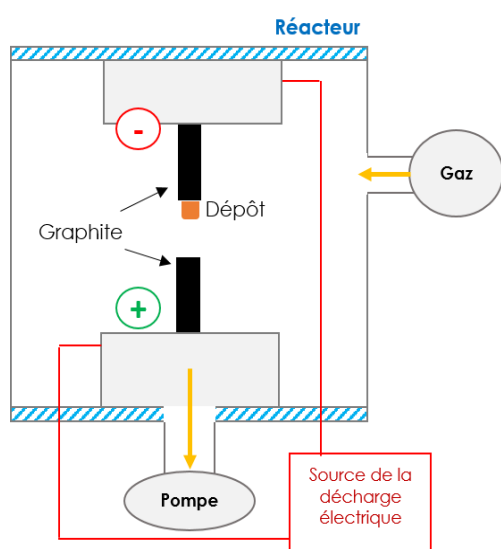 Réacteur
-
Gaz
Dépôt
Graphite
+
Pompe
Source de la
décharge
électrique